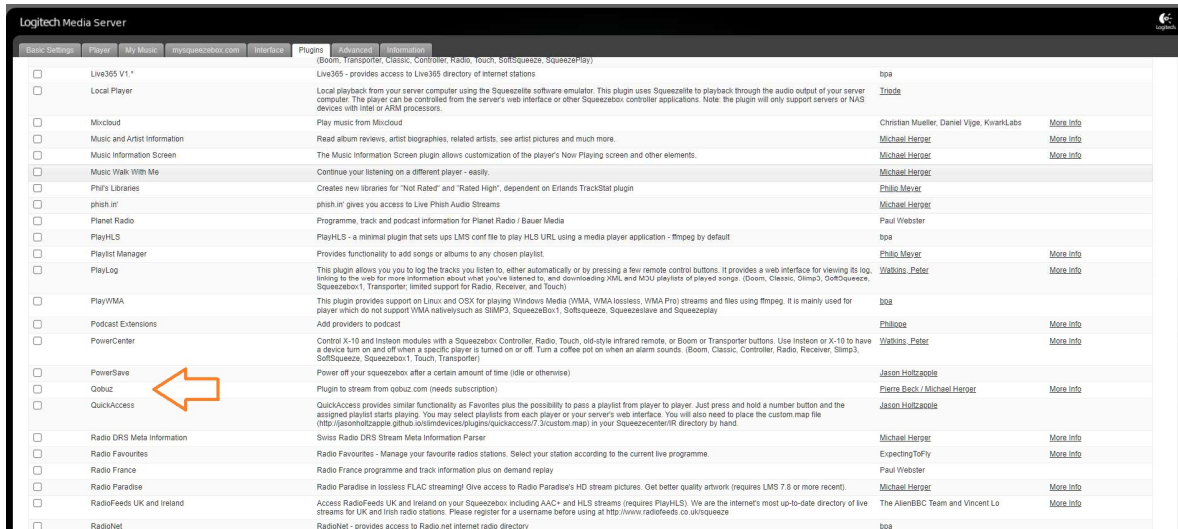 Logitech Media Server
Logitech
Basic Settings Player My Music mysqueezebox.com Interface Plugins Advanced Information
(Boom, Transporter, Classic, Controller, Radio, Touch, SoftSqueeze, SqueezePlay)
Live365 V1.* Live365 - provides access to Live365 directory of internet stations bpa
Local Player Local playback from your server computer using the Squeezelite software emulator. This plugin uses Squeezelite to playback through the audio output of your server Triode
computer. The player can be controlled from the server's web interface or other Squeezebox controller applications. Note: the plugin will only support servers or NAS
devices with Intel or ARM processors.
Mixcloud Play music from Mixcloud Christian Mueller, Daniel Vijge, KwarkLabs More Info
Music and Artist Information Read album reviews, artist biographies, related artists, see artist pictures and much more. Michael Herger More Info
Music Information Screen The Music Information Screen plugin allows customization of the player's Now Playing screen and other elements. Michael Herger More Info
Music Walk With Me Continue your listening on a different player - easily. Michael Herger
Phil's Libraries Creates new libraries for "Not Rated" and "Rated High", dependent on Erlands TrackStat plugin Philip Meyer
phish.in' phish.in' gives you access to Live Phish Audio Streams Michael Herger
Planet Radio Programme, track and podcast information for Planet Radio / Bauer Media Paul Webster
PlayHLS PlayHLS - a minimal plugin that sets ups LMS conf file to play HLS URL using a media player application - ffmpeg by default bpa
Playlist Manager Provides functionality to add songs or albums to any chosen playlist. Philip Meyer More Info
PlayLog This plugin allows you you to log the tracks you listen to, either automatically or by pressing a few remote control buttons. It provides a web interface for viewing its log, Watkins, Peter More Info
linking to the web for more information about what you've listened to, and downloading XML and M3U playlists of played songs. (Boom, Classic, Slimp3, SoftSqueeze,
Squeezebox1, Transporter; limited support for Radio, Receiver, and Touch)
PlayWMA This plugin provides support on Linux and OSX for playing Windows Media (WMA, WMA lossless, WMA Pro) streams and files using ffmpeg. It is mainly used for bpa
player which do not support WMA nativelysuch as SliMP3, SqueezeBox1, Softsqueeze, Squeezeslave and Squeezeplay
Podcast Extensions Add providers to podcast Philippe More Info
PowerCenter Control X-10 and Insteon modules with a Squeezebox Controller, Radio, Touch, old-style infrared remote, or Boom or Transporter buttons. Use Insteon or X-10 to have Watkins, Peter More Info
a device turn on and off when a specific player is turned on or off. Turn a coffee pot on when an alarm sounds. (Boom, Classic, Controller, Radio, Receiver, Slimp3,
SoftSqueeze, Squeezebox1, Touch, Transporter)
PowerSave Power off your squeezebox after a certain amount of time (idle or otherwise) Jason Holtzapple
Qobuz Plugin to stream from qobuz.com (needs subscription) Pierre Beck / Michael Herger More Info
QuickAccess QuickAccess provides similar functionality as Favorites plus the possibility to pass a playlist from player to player. Just press and hold a number button and the Jason Holtzapple
assigned playlist starts playing. You may select playlists from each player or your server's web interface. You will also need to place the custom.map file
(http://jasonholtzapple.github.io/slimdevices/plugins/quickaccess/7.3/custom.map) in your Squeezecenter/IR directory by hand.
Radio DRS Meta Information Swiss Radio DRS Stream Meta Information Parser Michael Herger More Info
Radio Favourites Radio Favourites - Manage your favourite radios stations. Select your station according to the current live programme. ExpectingToFly More Info
Radio France Radio France programme and track information plus on demand replay Paul Webster
Radio Paradise Radio Paradise in lossless FLAC streaming! Give access to Radio Paradise's HD stream pictures. Get better quality artwork (requires LMS 7.8 or more recent). Michael Herger More Info
RadioFeeds UK and Ireland Access RadioFeeds UK and Ireland on your Squeezebox including AAC+ and HLS streams (requires PlayHLS). We are the internet's most up-to-date directory of live The AlienBBC Team and Vincent Lo More Info
streams for UK and Irish radio stations. Please register for a username before using at http://www.radiofeeds.co.uk/squeeze
RadioNet RadioNet - provides access to Radio.net internet radio directory bpa